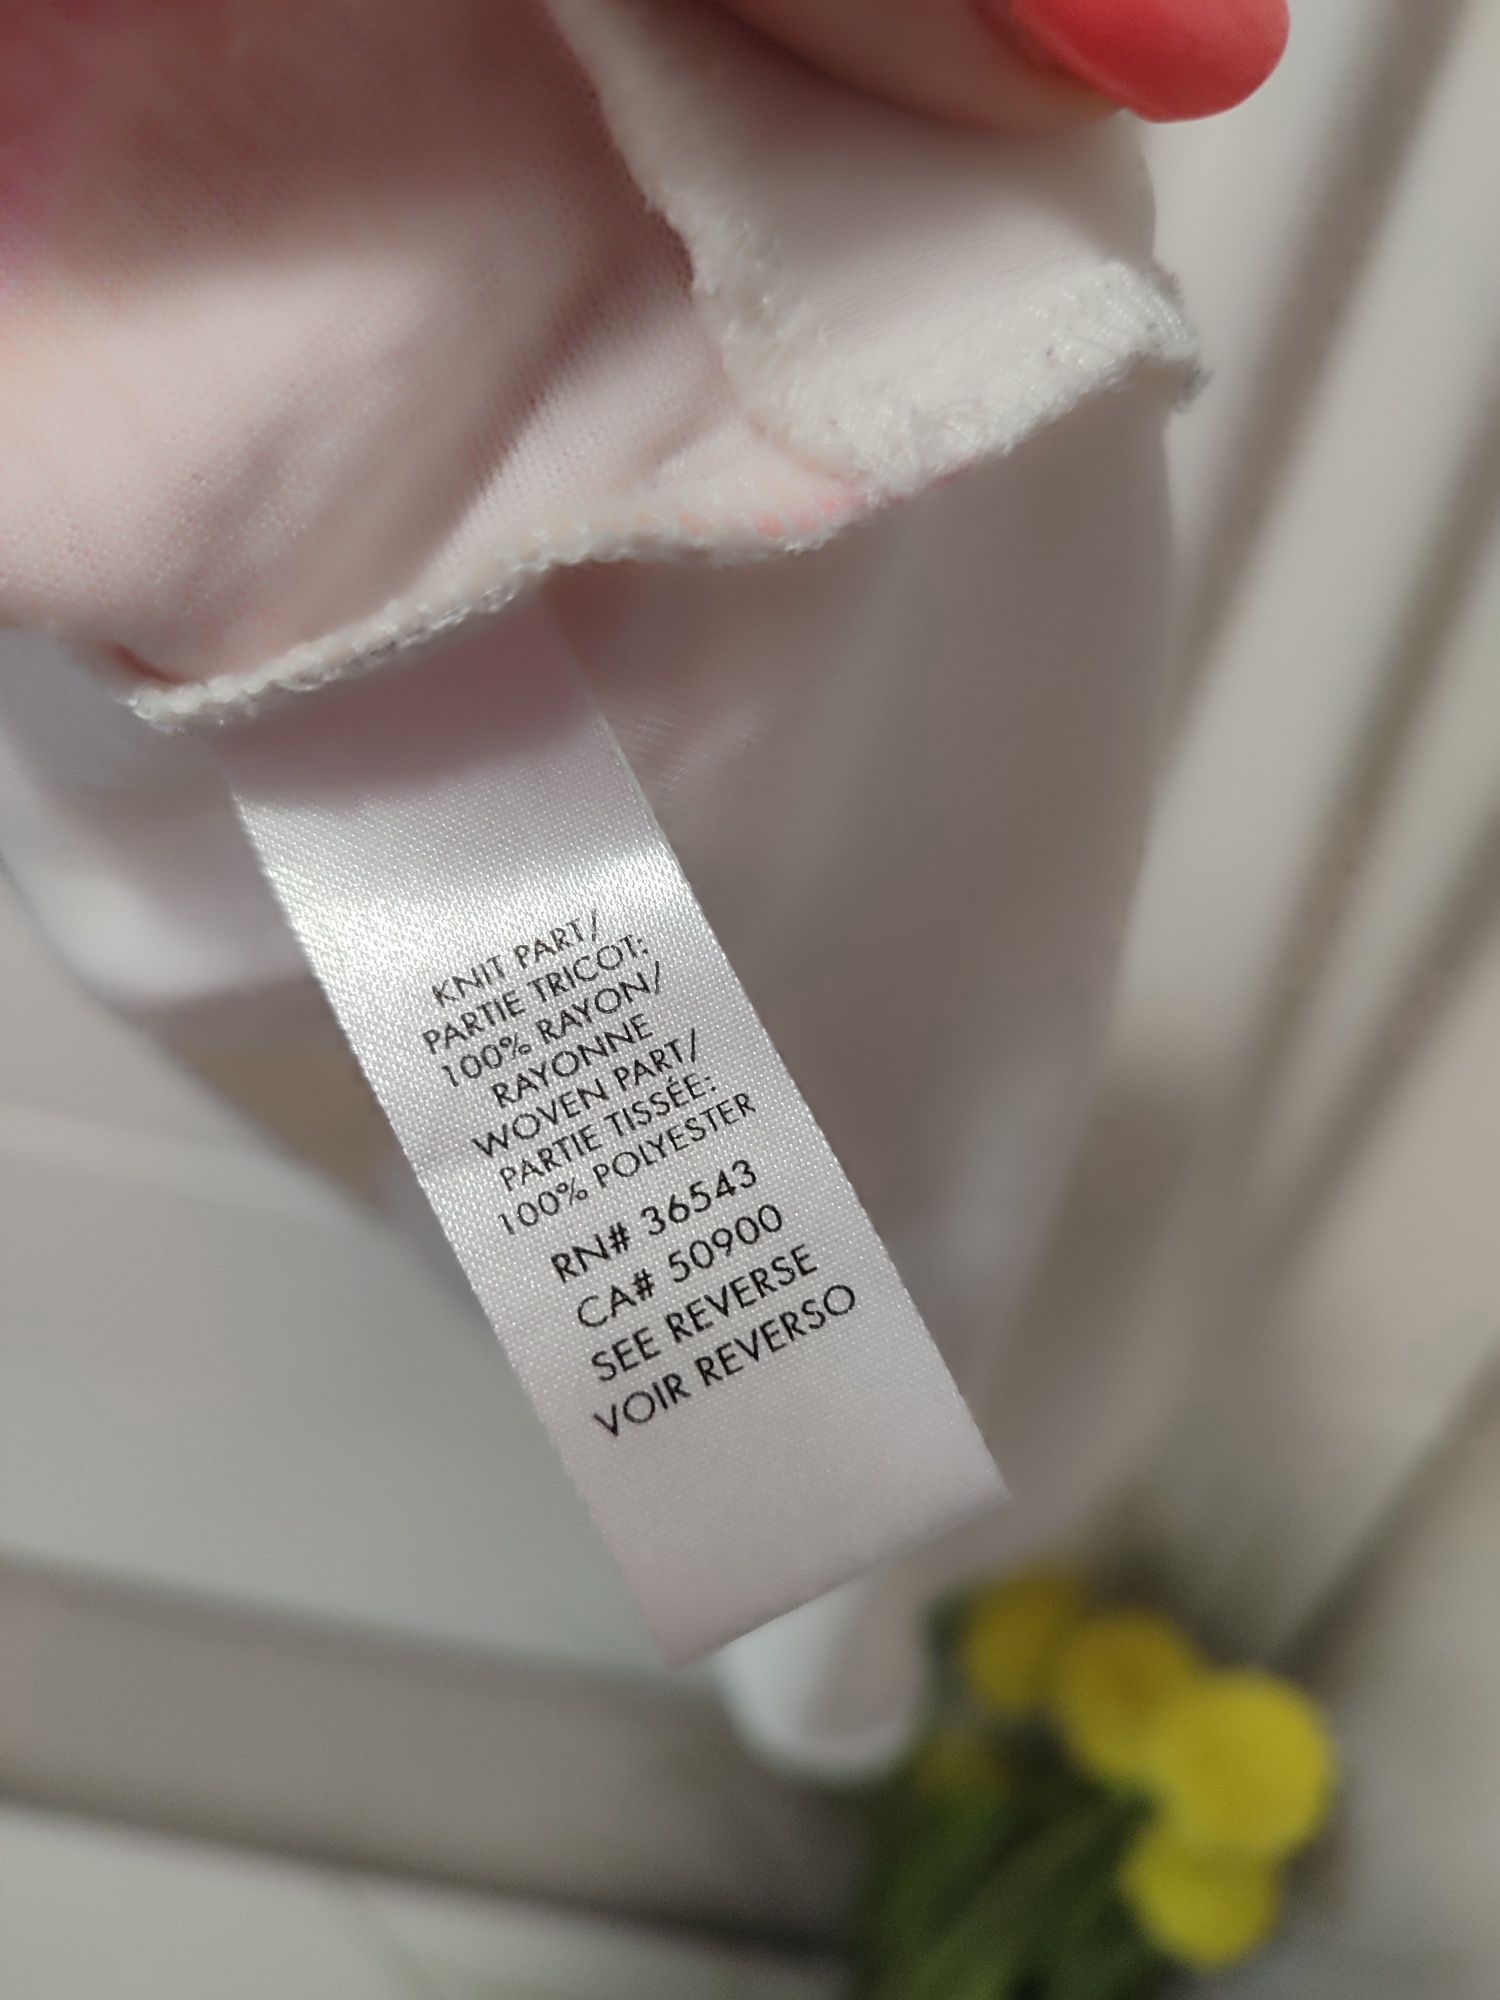 KNIT PART/
PARTIE TRICOT:
100% RAYON/
RAYONNE
WOVEN PART/
PARTIE TISSÉE:
100% POLYESTER
RN# 36543
CA# 50900
SEE REVERSE
VOIR REVERSO